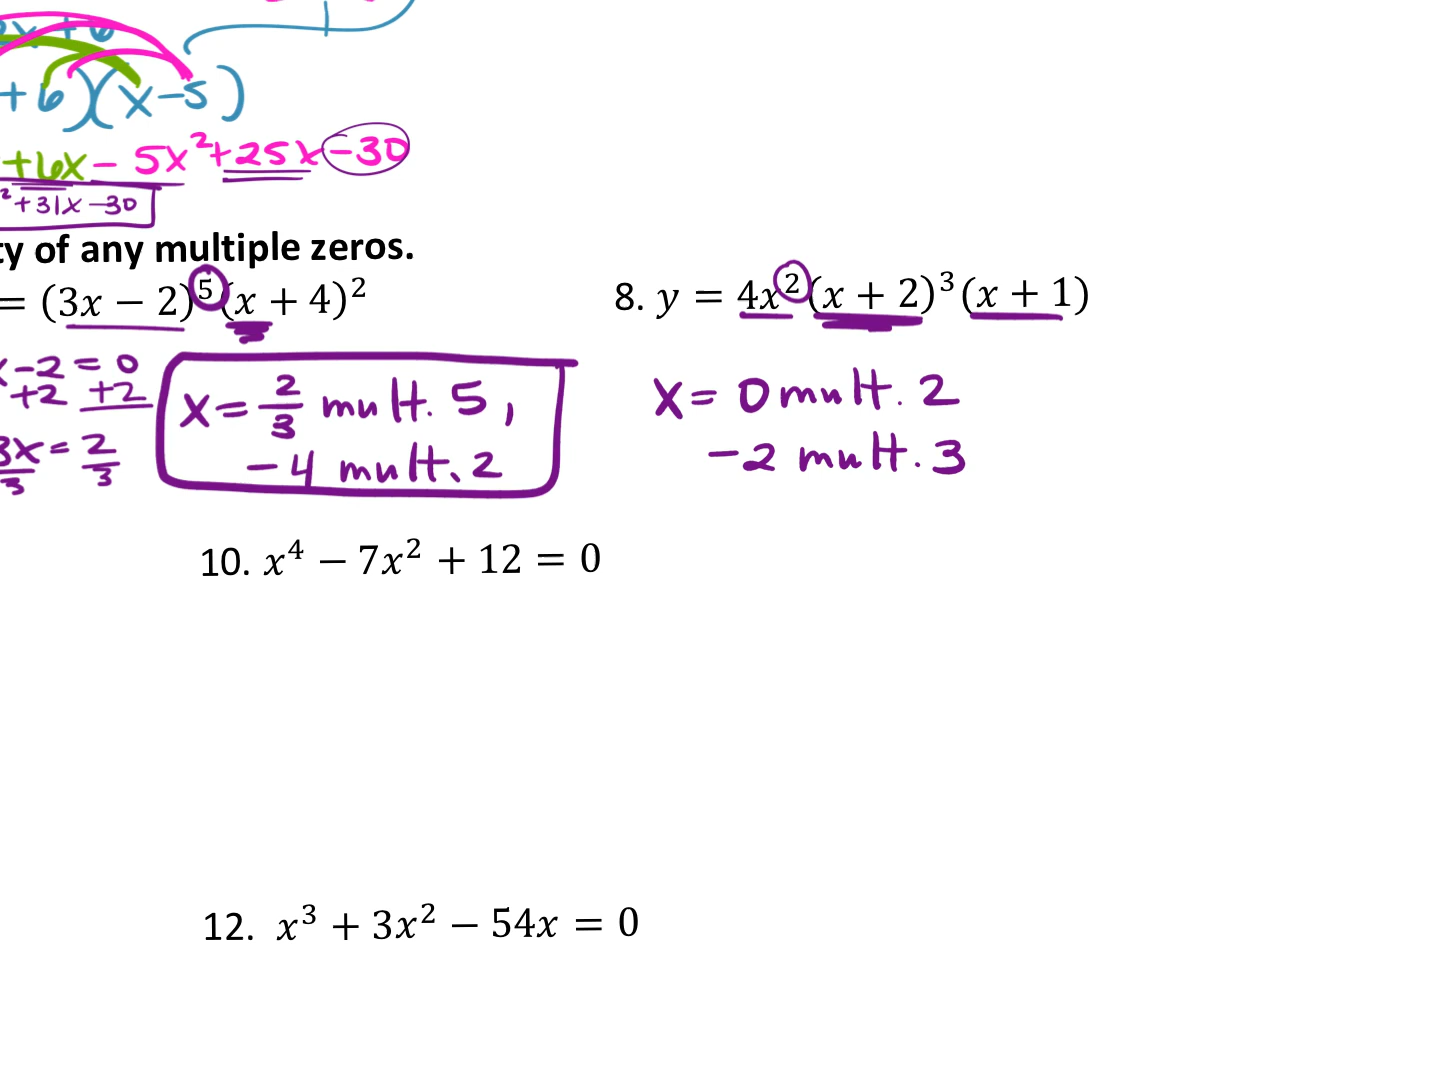 x + 6
+6)(x-5)
+6x - 5x²+25x-30
²+31x-30
ty of any multiple zeros.
= (3x − 2)⁵(x + 4)²
8. y = 4x²(x + 2)³(x + 1)
x-2 = 0
+2 +2
3x = 2
3 3
x = 2/3 mult. 5,
-4 mult. 2
x = 0 mult. 2
-2 mult. 3
10. x⁴ − 7x² + 12 = 0
12. x³ + 3x² − 54x = 0